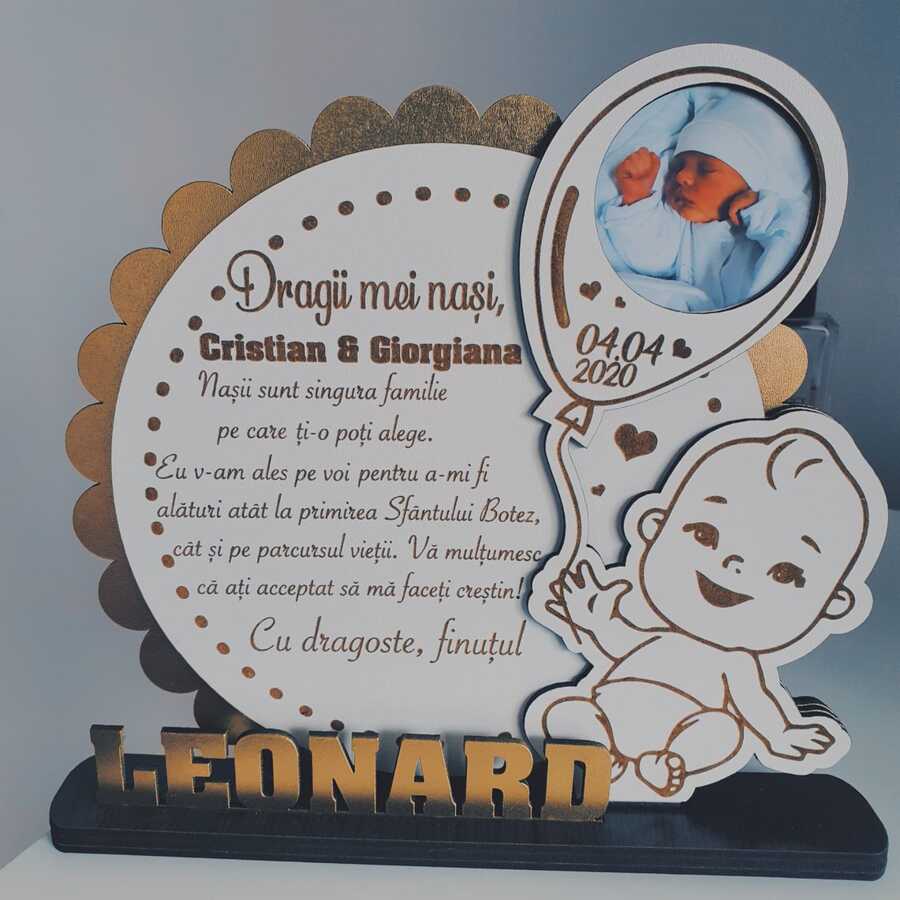 Dragii mei nași,
Cristian & Giorgiana
Nașii sunt singura familie
pe care ți-o poți alege.
Eu v-am ales pe voi pentru a-mi fi
alături atât la primirea Sfântului Botez,
cât și pe parcursul vieții. Vă mulțumesc
că ați acceptat să mă faceți creștin!
Cu dragoste, finuțul
LEONARD
04.04
2020